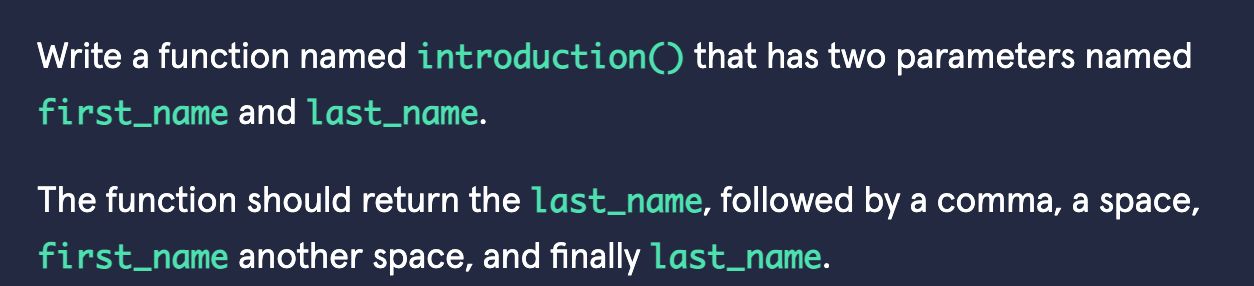 Write a function named introduction() that has two parameters named
first_name and last_name.
The function should return the last_name, followed by a comma, a space,
first_name another space, and finally last_name.